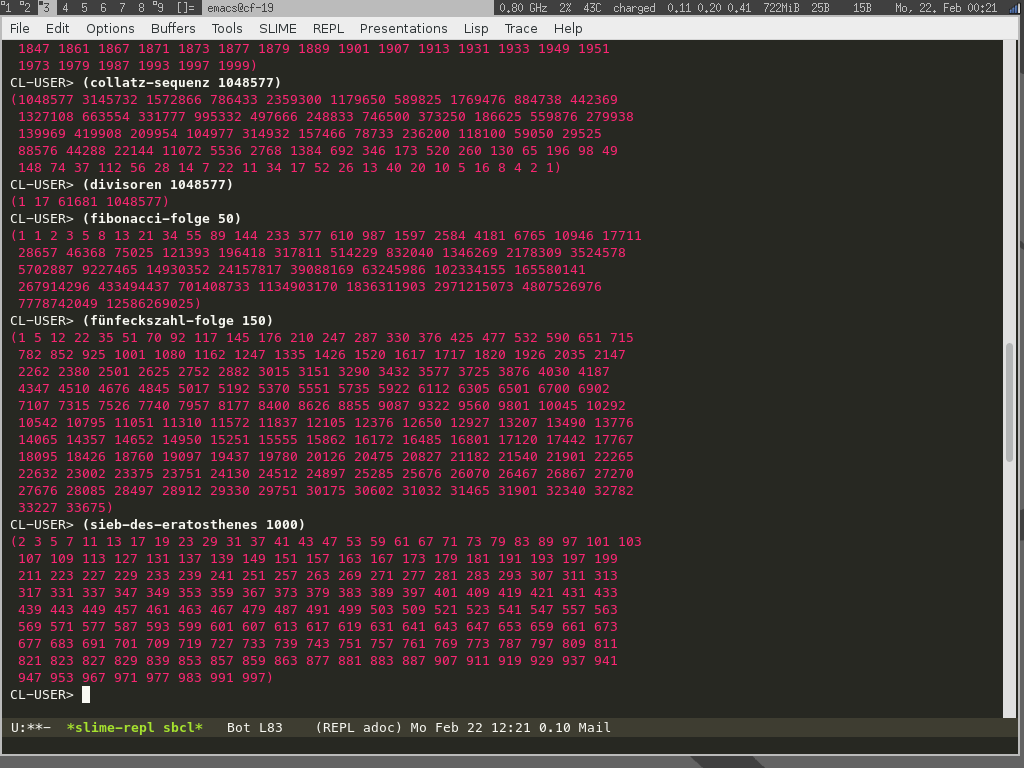 1 2 3 4 5 6 7 8 9 []= emacs@cf-19 0.80 GHz 2% 43C charged 0.11 0.20 0.41 722MiB 25B 15B Mo, 22. Feb 00:21
File Edit Options Buffers Tools SLIME REPL Presentations Lisp Trace Help
1847 1861 1867 1871 1873 1877 1879 1889 1901 1907 1913 1931 1933 1949 1951
1973 1979 1987 1993 1997 1999)
CL-USER> (collatz-sequenz 1048577)
(1048577 3145732 1572866 786433 2359300 1179650 589825 1769476 884738 442369
1327108 663554 331777 995332 497666 248833 746500 373250 186625 559876 279938
139969 419908 209954 104977 314932 157466 78733 236200 118100 59050 29525
88576 44288 22144 11072 5536 2768 1384 692 346 173 520 260 130 65 196 98 49
148 74 37 112 56 28 14 7 22 11 34 17 52 26 13 40 20 10 5 16 8 4 2 1)
CL-USER> (divisoren 1048577)
(1 17 61681 1048577)
CL-USER> (fibonacci-folge 50)
(1 1 2 3 5 8 13 21 34 55 89 144 233 377 610 987 1597 2584 4181 6765 10946 17711
28657 46368 75025 121393 196418 317811 514229 832040 1346269 2178309 3524578
5702887 9227465 14930352 24157817 39088169 63245986 102334155 165580141
267914296 433494437 701408733 1134903170 1836311903 2971215073 4807526976
7778742049 12586269025)
CL-USER> (fünfeckszahl-folge 150)
(1 5 12 22 35 51 70 92 117 145 176 210 247 287 330 376 425 477 532 590 651 715
782 852 925 1001 1080 1162 1247 1335 1426 1520 1617 1717 1820 1926 2035 2147
2262 2380 2501 2625 2752 2882 3015 3151 3290 3432 3577 3725 3876 4030 4187
4347 4510 4676 4845 5017 5192 5370 5551 5735 5922 6112 6305 6501 6700 6902
7107 7315 7526 7740 7957 8177 8400 8626 8855 9087 9322 9560 9801 10045 10292
10542 10795 11051 11310 11572 11837 12105 12376 12650 12927 13207 13490 13776
14065 14357 14652 14950 15251 15555 15862 16172 16485 16801 17120 17442 17767
18095 18426 18760 19097 19437 19780 20126 20475 20827 21182 21540 21901 22265
22632 23002 23375 23751 24130 24512 24897 25285 25676 26070 26467 26867 27270
27676 28085 28497 28912 29330 29751 30175 30602 31032 31465 31901 32340 32782
33227 33675)
CL-USER> (sieb-des-eratosthenes 1000)
(2 3 5 7 11 13 17 19 23 29 31 37 41 43 47 53 59 61 67 71 73 79 83 89 97 101 103
107 109 113 127 131 137 139 149 151 157 163 167 173 179 181 191 193 197 199
211 223 227 229 233 239 241 251 257 263 269 271 277 281 283 293 307 311 313
317 331 337 347 349 353 359 367 373 379 383 389 397 401 409 419 421 431 433
439 443 449 457 461 463 467 479 487 491 499 503 509 521 523 541 547 557 563
569 571 577 587 593 599 601 607 613 617 619 631 641 643 647 653 659 661 673
677 683 691 701 709 719 727 733 739 743 751 757 761 769 773 787 797 809 811
821 823 827 829 839 853 857 859 863 877 881 883 887 907 911 919 929 937 941
947 953 967 971 977 983 991 997)
CL-USER>
U:**- *slime-repl sbcl* Bot L83 (REPL adoc) Mo Feb 22 12:21 0.10 Mail